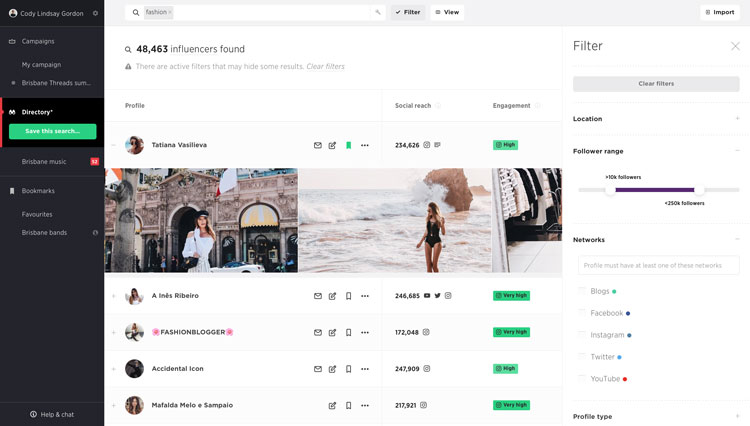 Cody Lindsay Gordon
Campaigns
My campaign
Brisbane Threads sum...
Directory*
Save this search...
Brisbane music
52
Bookmarks
Favourites
Brisbane bands
Help & chat
fashion ×
Filter
View
Import
48,463 influencers found
There are active filters that may hide some results. Clear filters
Profile
Social reach
Engagement
Tatiana Vasilieva
234,626
High
A Inês Ribeiro
246,685
Very high
🌸FASHIONBLOGGER🌸
172,048
Very high
Accidental Icon
247,909
High
Mafalda Melo e Sampaio
217,921
Very high
Filter
Clear filters
Location
Follower range
>10k followers
<250k followers
Networks
Profile must have at least one of these networks
Blogs
Facebook
Instagram
Twitter
YouTube
Profile type